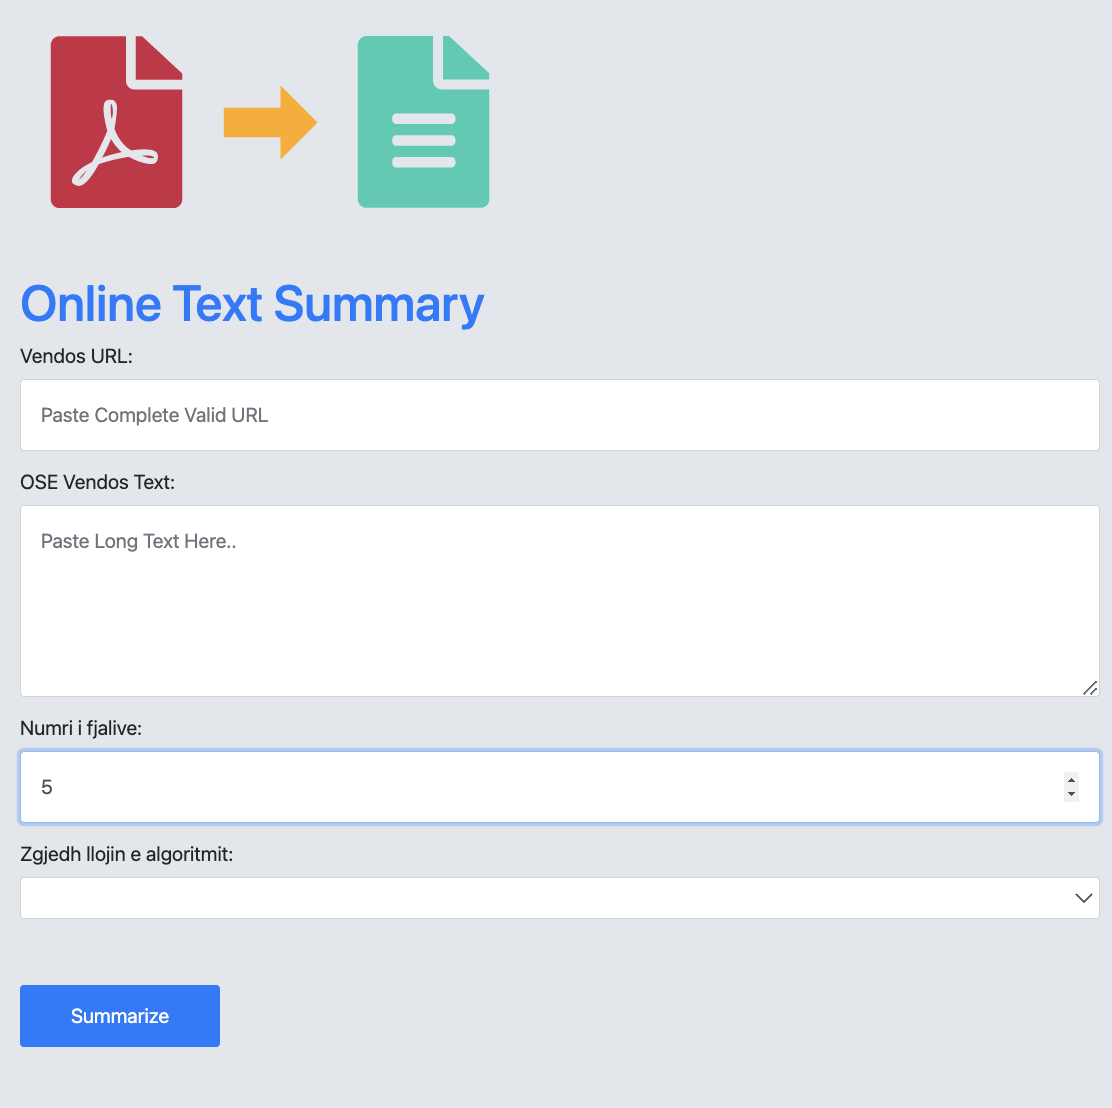 Online Text Summary
Vendos URL:
Paste Complete Valid URL
OSE Vendos Text:
Paste Long Text Here..
Numri i fjalive:
5
Zgjedh llojin e algoritmit:
Summarize